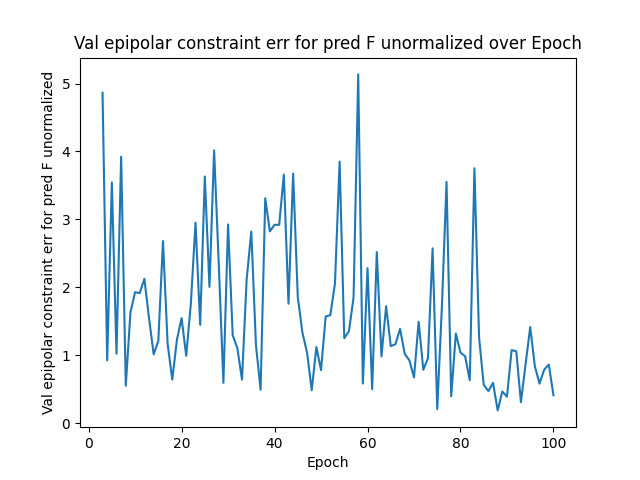 Val epipolar constraint err for pred F unormalized over Epoch
Val epipolar constraint err for pred F unormalized
5
4
3
2
1
0
0 20 40 60 80 100
Epoch